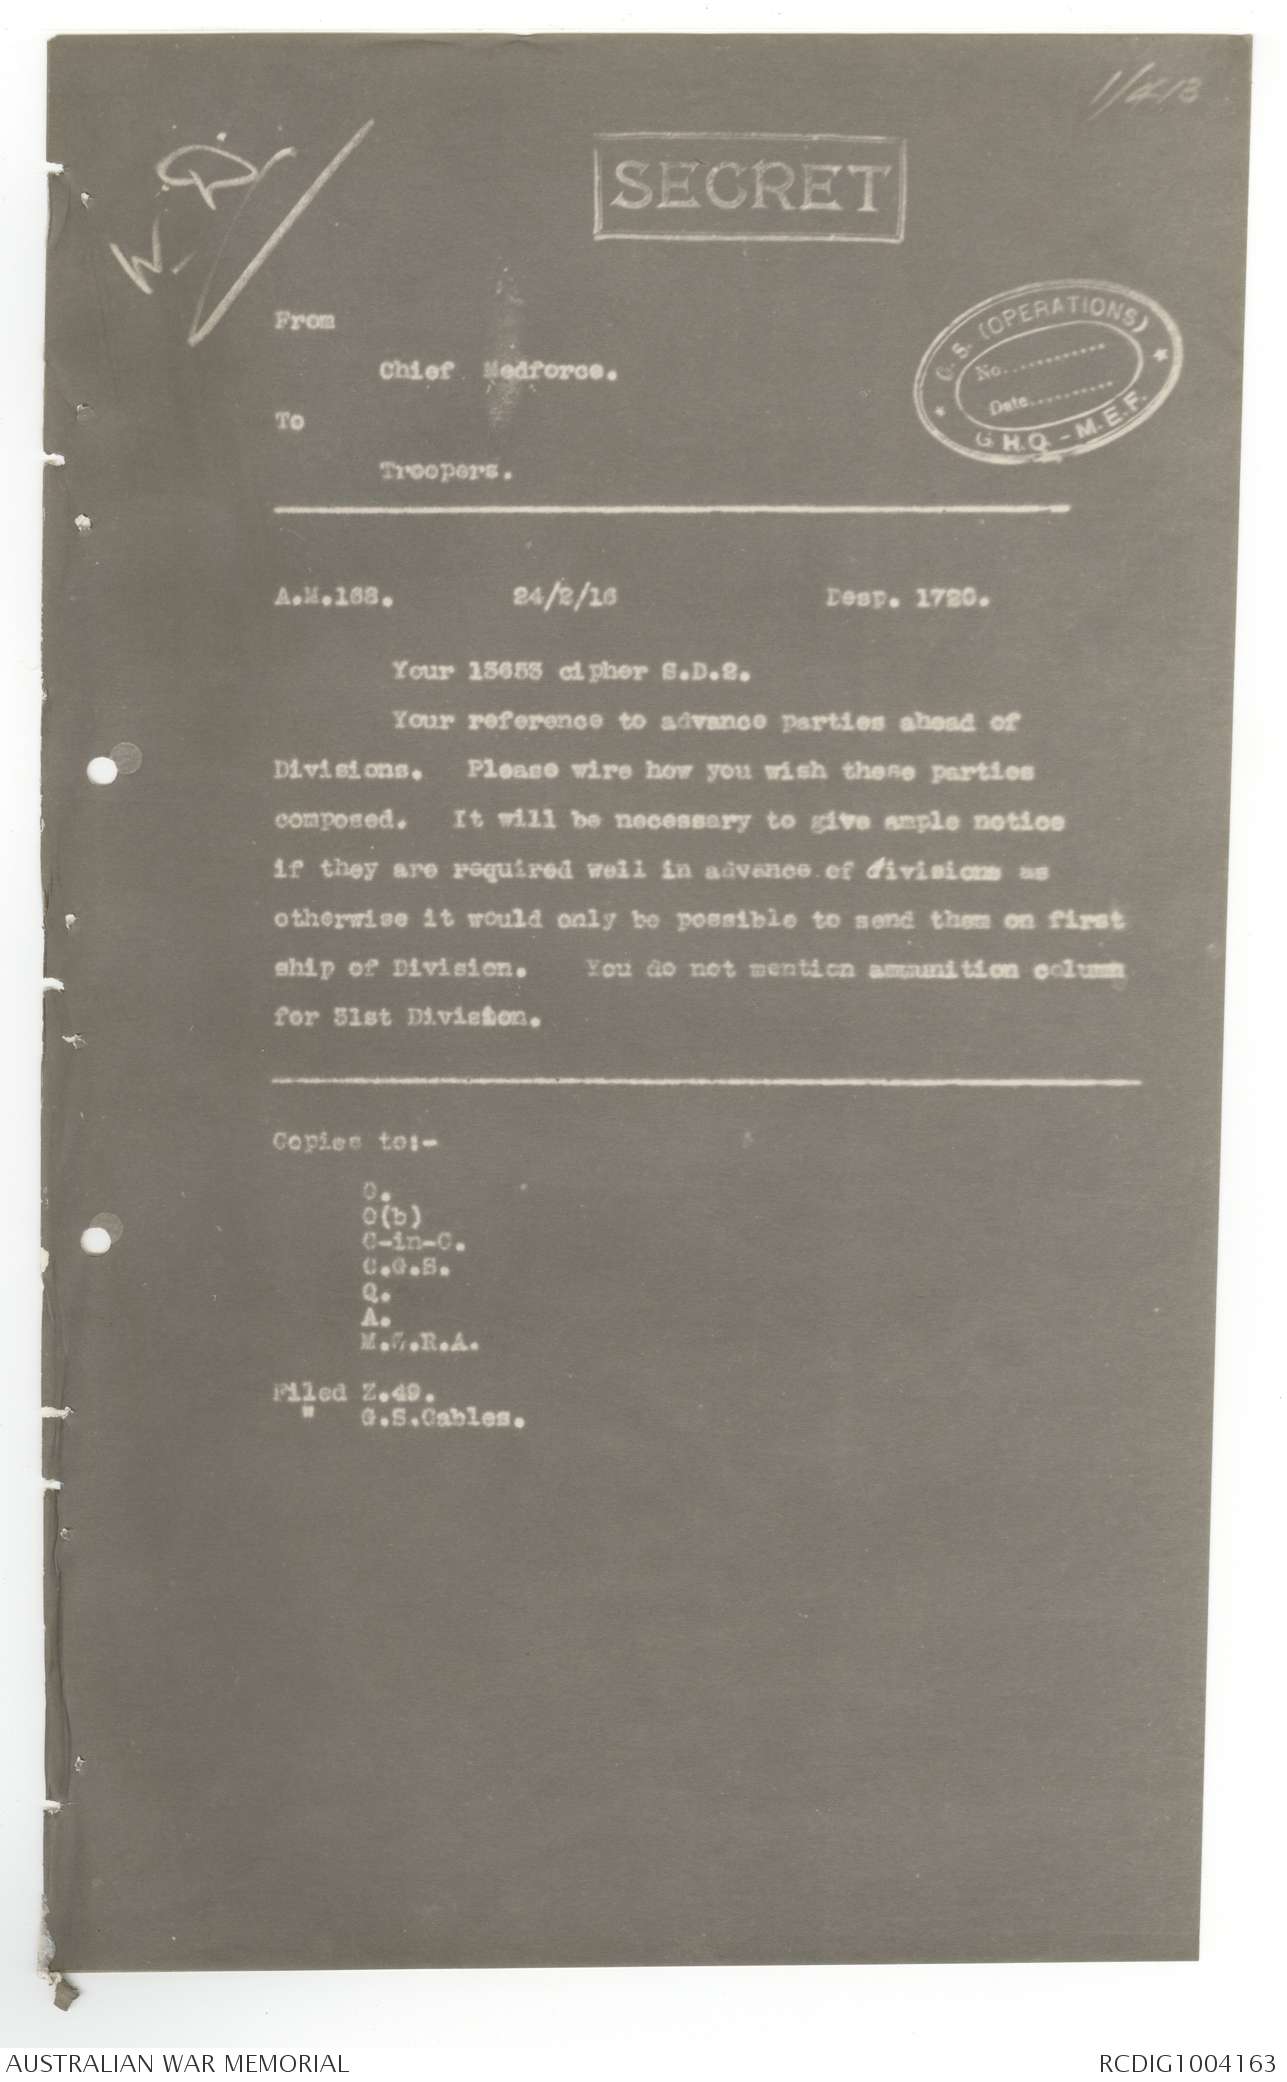 SECRET
W.D.
G.S. (OPERATIONS)
No............
Date...........
G.H.Q. - M.E.F.
From
Chief Medforce.
To
Troopers.
A.M.168. 24/2/16 Desp. 1720.
Your 13653 cipher S.D.2.
Your reference to advance parties ahead of
Divisions. Please wire how you wish these parties
composed. It will be necessary to give ample notice
if they are required well in advance of divisions as
otherwise it would only be possible to send them on first
ship of Division. You do not mention ammunition column
for 31st Division.
Copies to:-
O.
O(b)
C-in-C.
C.G.S.
Q.
A.
M.G.R.A.
Filed Z.49.
" G.S.Cables.
AUSTRALIAN WAR MEMORIAL
RCDIG1004163